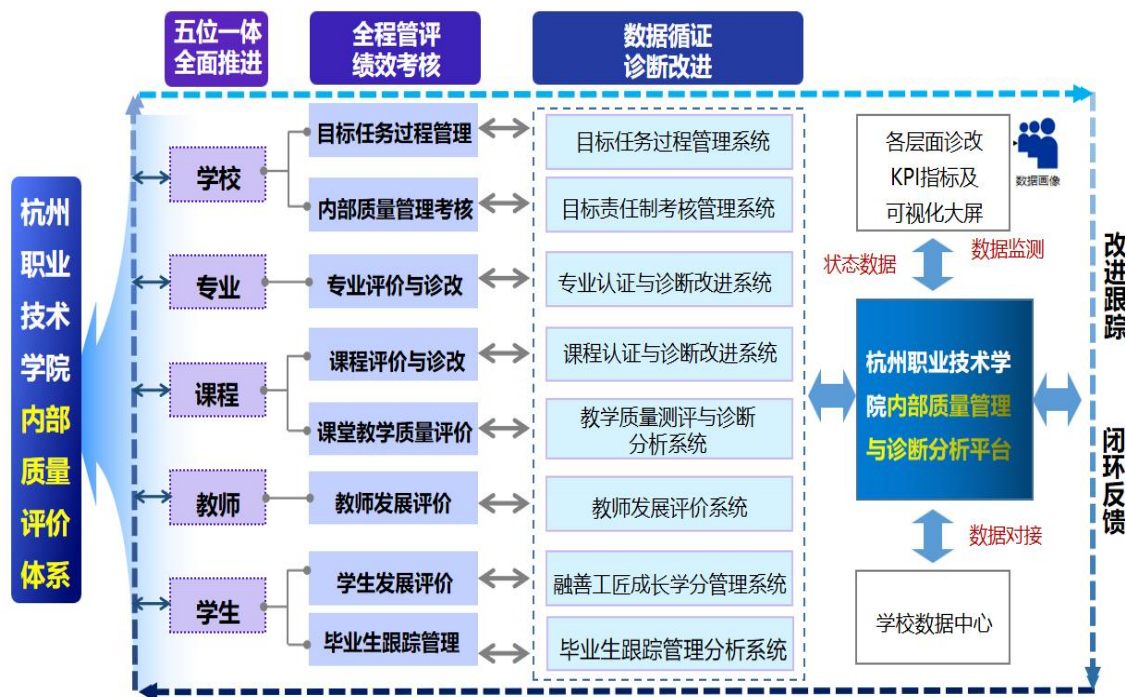 五位一体
全面推进
全程管评
绩效考核
数据循证
诊断改进
杭州
职业
技术
学院
内部
质量
评价
体系
学校
专业
课程
教师
学生
目标任务过程管理
内部质量管理考核
专业评价与诊改
课程评价与诊改
课堂教学质量评价
教师发展评价
学生发展评价
毕业生跟踪管理
目标任务过程管理系统
目标责任制考核管理系统
专业认证与诊断改进系统
课程认证与诊断改进系统
教学质量测评与诊断
分析系统
教师发展评价系统
融善工匠成长学分管理系统
毕业生跟踪管理分析系统
各层面诊改
KPI指标及
可视化大屏
数据画像
状态数据
数据监测
杭州职业技术学
院内部质量管理
与诊断分析平台
数据对接
学校数据中心
改进跟踪
闭环反馈